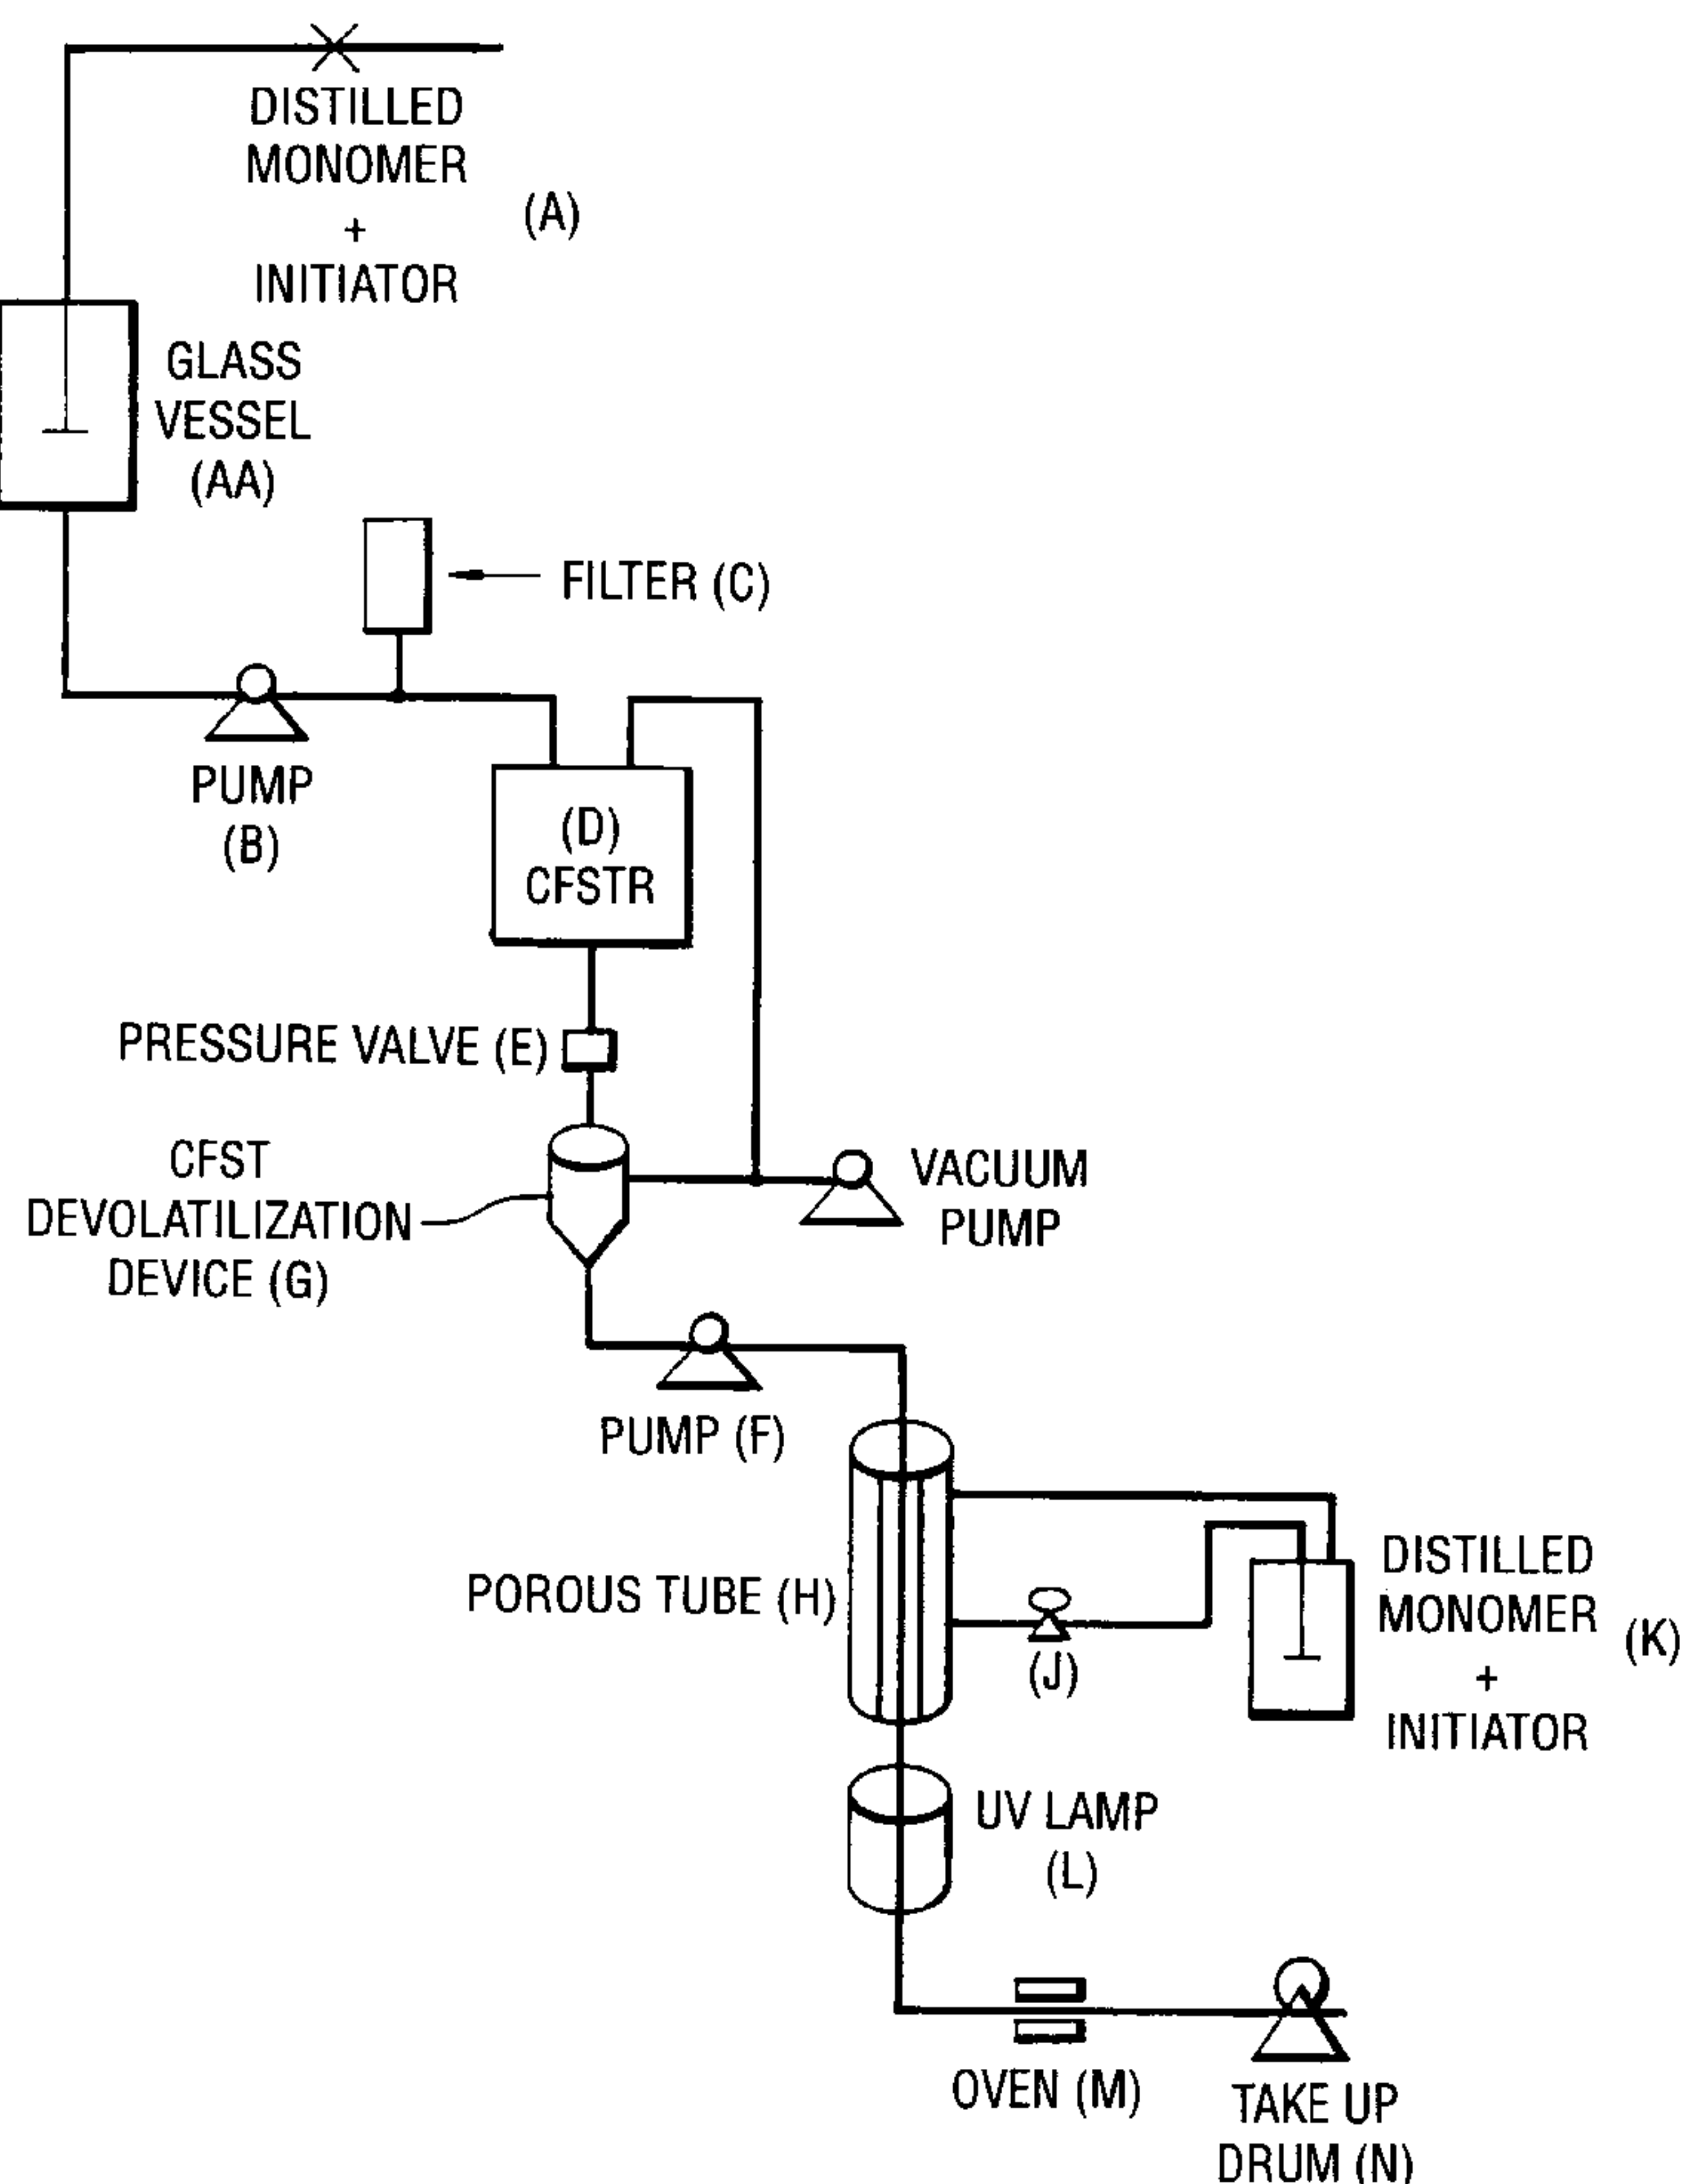 DISTILLED
MONOMER
+
INITIATOR
(A)
GLASS
VESSEL
(AA)
FILTER (C)
PUMP
(B)
(D)
CFSTR
PRESSURE VALVE (E)
CFST
DEVOLATILIZATION
DEVICE (G)
VACUUM
PUMP
PUMP (F)
POROUS TUBE (H)
(J)
DISTILLED
MONOMER
+
INITIATOR
(K)
UV LAMP
(L)
OVEN (M)
TAKE UP
DRUM (N)